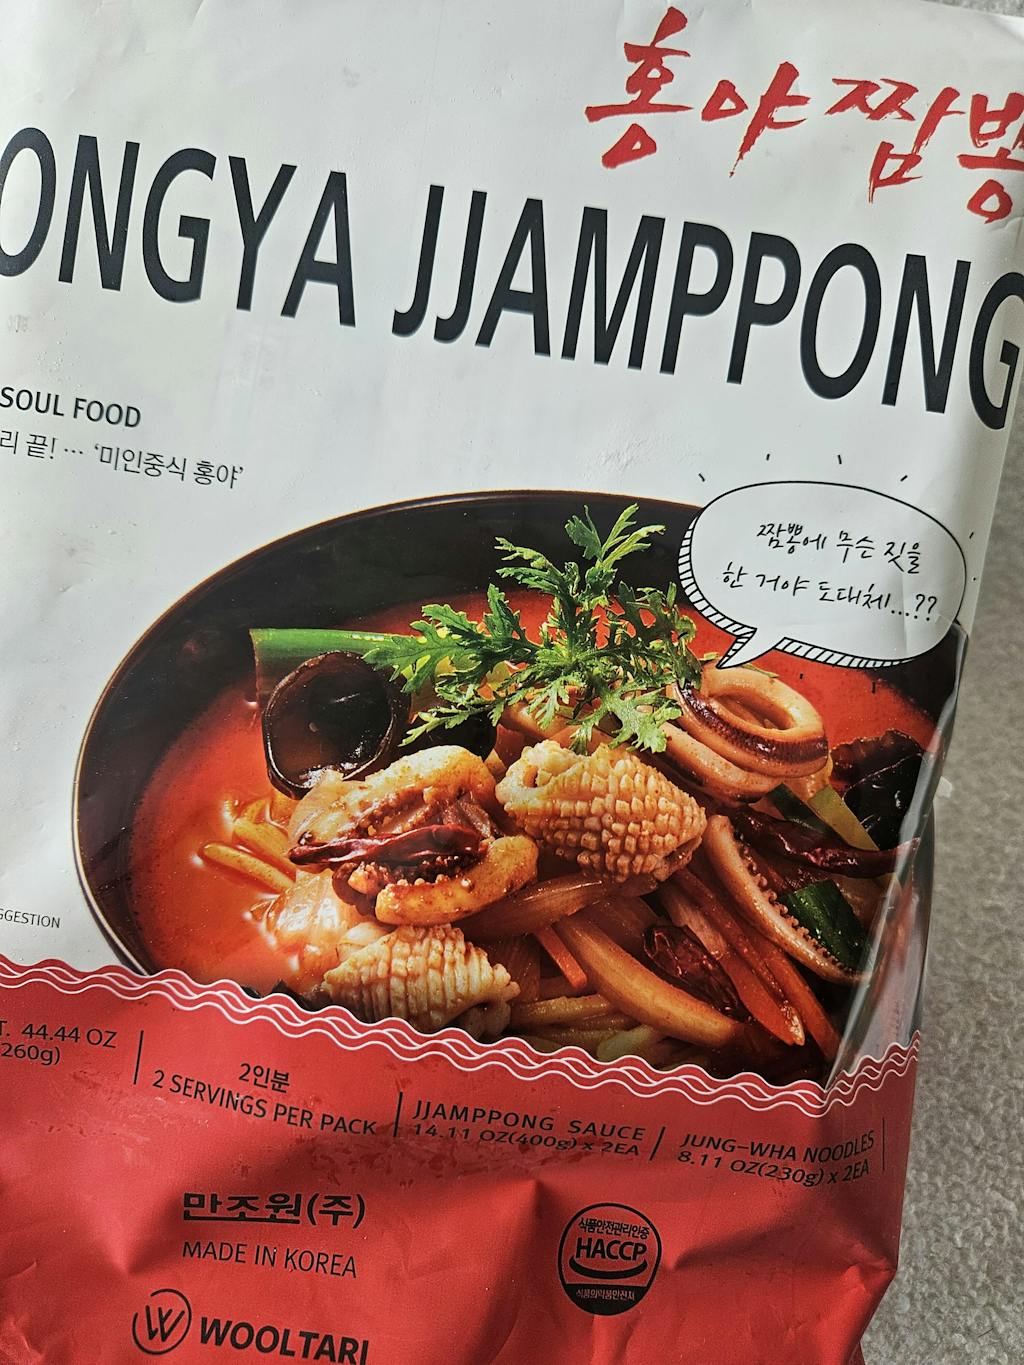 홍야짬뽕
ONGYA JJAMPPONG
SOUL FOOD
리 끝! ··· ‘미인중식 홍야’
짬뽕에 무슨 짓을
한 거야 도대체...??
GGESTION
T. 44.44 OZ
260g)
2인분
2 SERVINGS PER PACK
JJAMPPONG SAUCE
14.11 OZ(400g) x 2EA
JUNG-WHA NOODLES
8.11 OZ(230g) x 2EA
만조원(주)
MADE IN KOREA
식품안전관리인증
HACCP
식품의약품안전처
W WOOLTARI